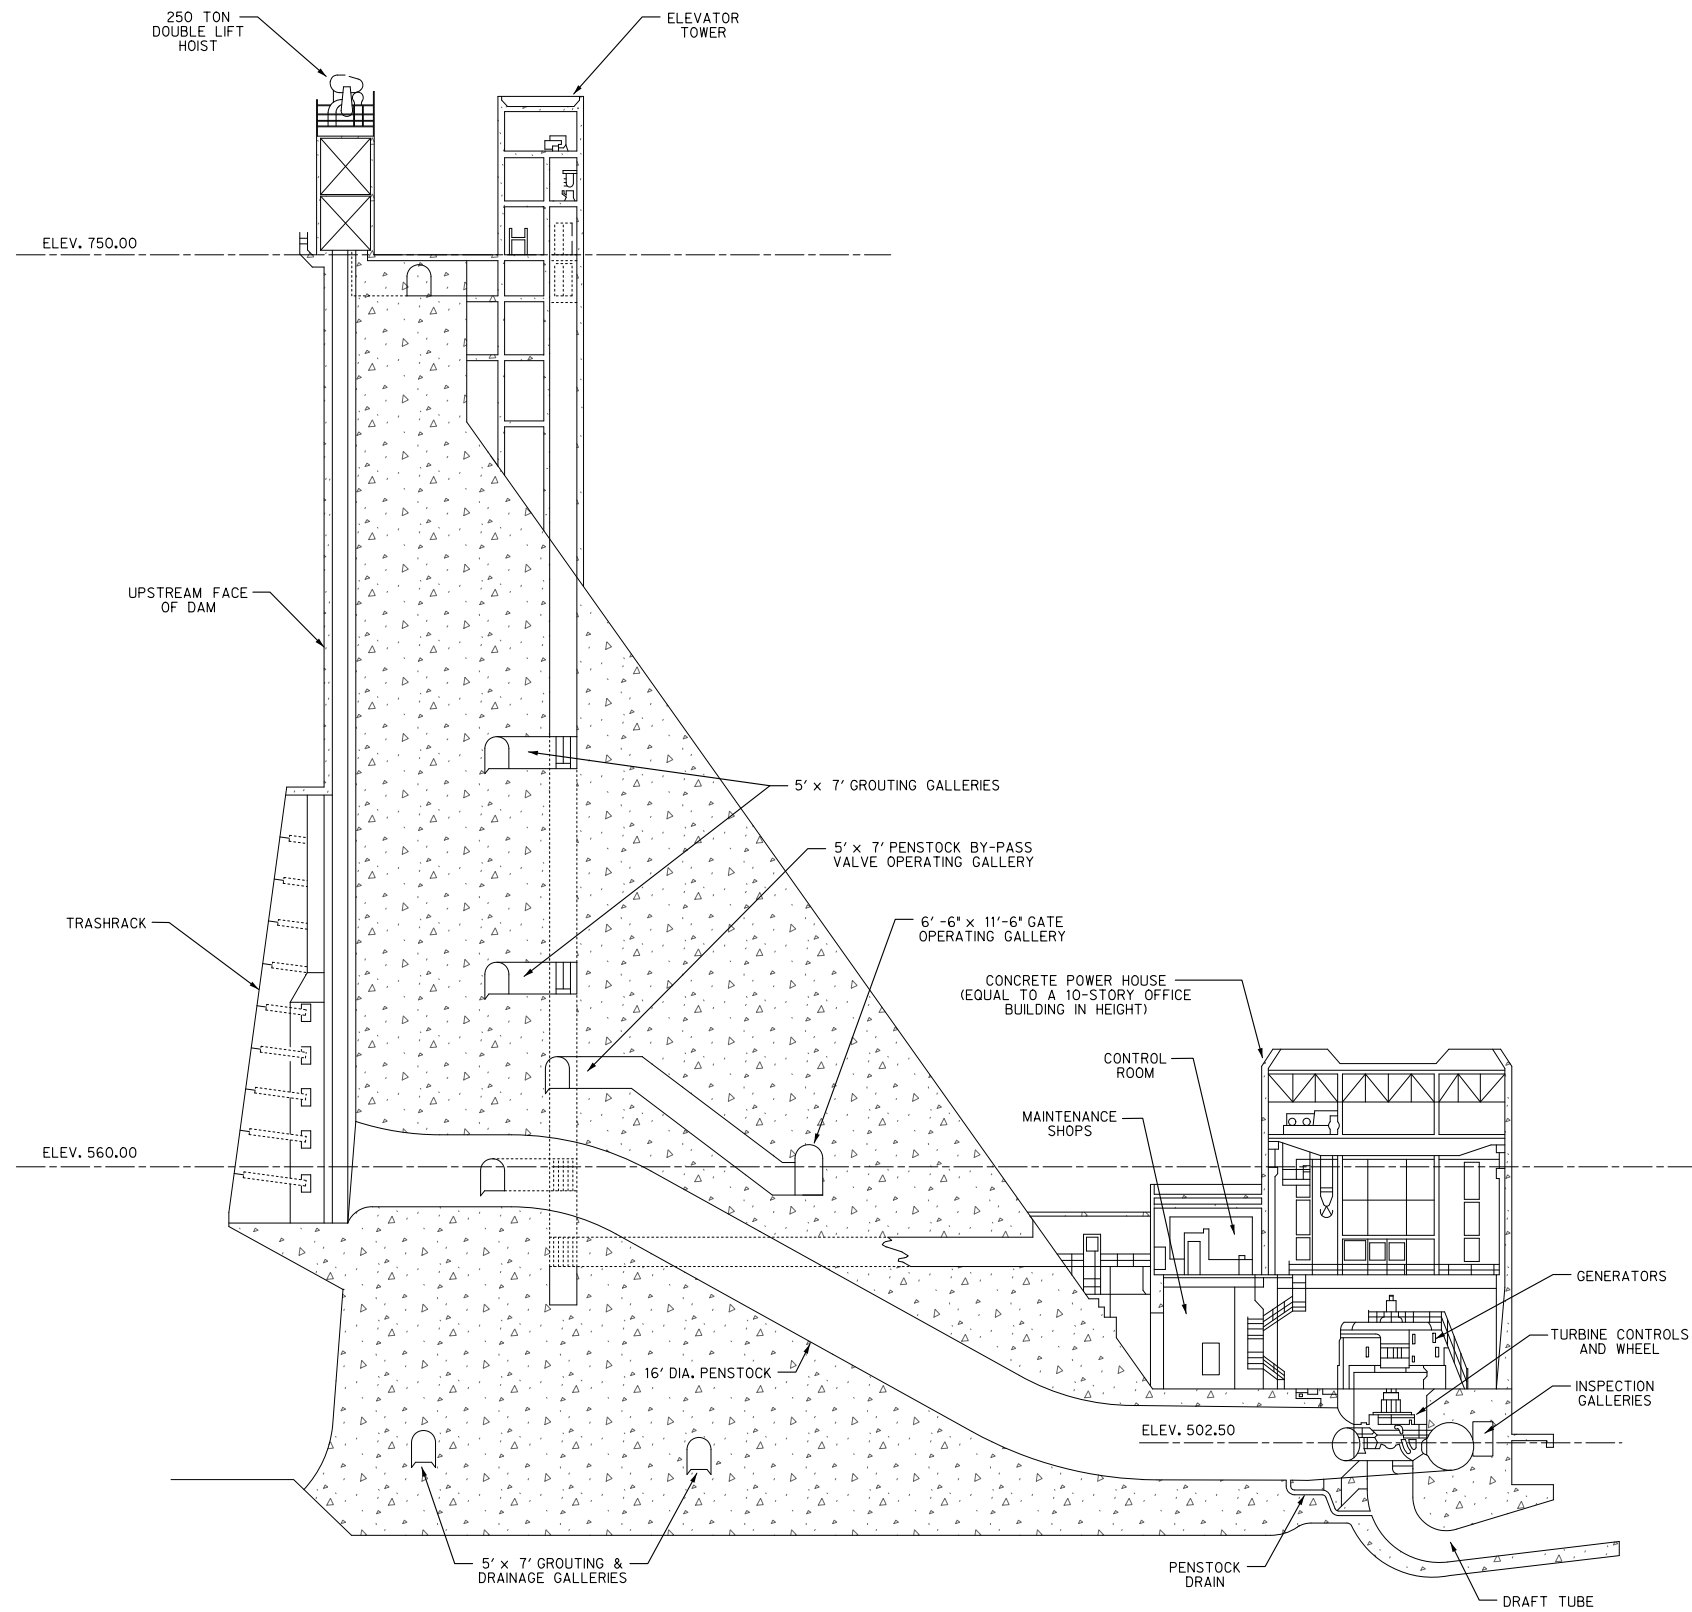 250 TON
DOUBLE LIFT
HOIST
ELEVATOR
TOWER
ELEV. 750.00
UPSTREAM FACE
OF DAM
5' x 7' GROUTING GALLERIES
5' x 7' PENSTOCK BY-PASS
VALVE OPERATING GALLERY
TRASHRACK
6' -6" x 11'-6" GATE
OPERATING GALLERY
CONCRETE POWER HOUSE
(EQUAL TO A 10-STORY OFFICE
BUILDING IN HEIGHT)
CONTROL
ROOM
MAINTENANCE
SHOPS
ELEV. 560.00
GENERATORS
TURBINE CONTROLS
AND WHEEL
16' DIA. PENSTOCK
INSPECTION
GALLERIES
ELEV. 502.50
5' x 7' GROUTING &
DRAINAGE GALLERIES
PENSTOCK
DRAIN
DRAFT TUBE